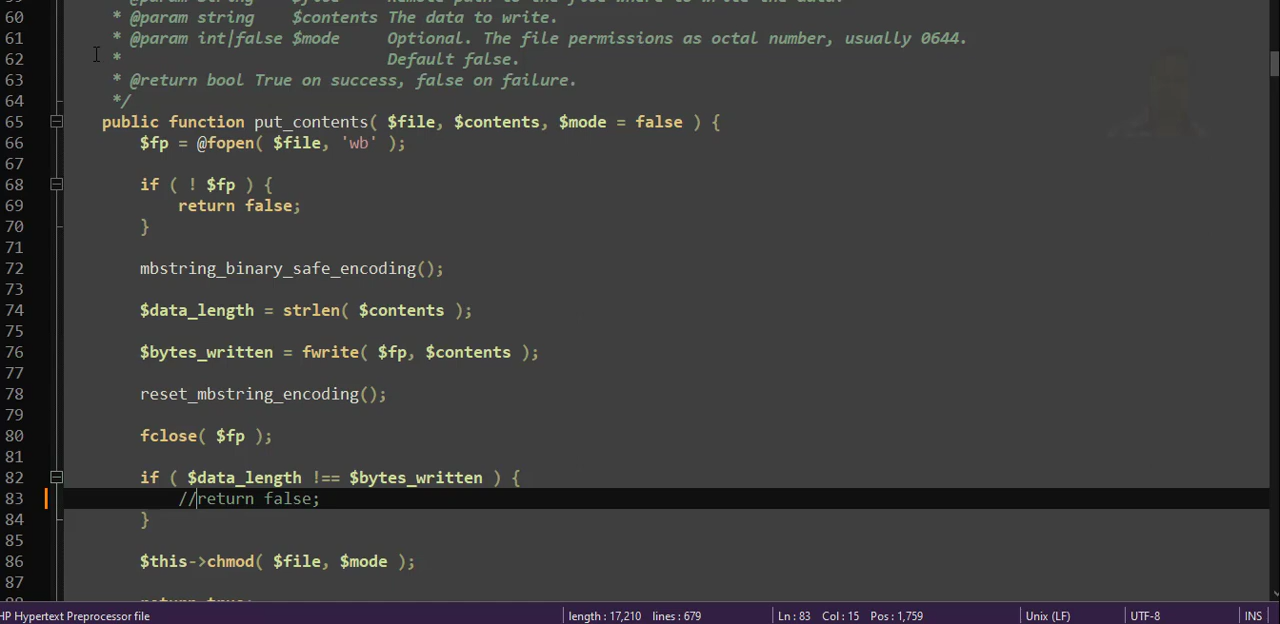 60 * @param string $contents The data to write.
61 * @param int|false $mode Optional. The file permissions as octal number, usually 0644.
62 * Default false.
63 * @return bool True on success, false on failure.
64 */
65 public function put_contents( $file, $contents, $mode = false ) {
66 $fp = @fopen( $file, 'wb' );
67
68 if ( ! $fp ) {
69 return false;
70 }
71
72 mbstring_binary_safe_encoding();
73
74 $data_length = strlen( $contents );
75
76 $bytes_written = fwrite( $fp, $contents );
77
78 reset_mbstring_encoding();
79
80 fclose( $fp );
81
82 if ( $data_length !== $bytes_written ) {
83 //return false;
84 }
85
86 $this->chmod( $file, $mode );
87
HP Hypertext Preprocessor file length : 17,210 lines : 679 Ln : 83 Col : 15 Pos : 1,759 Unix (LF) UTF-8 INS